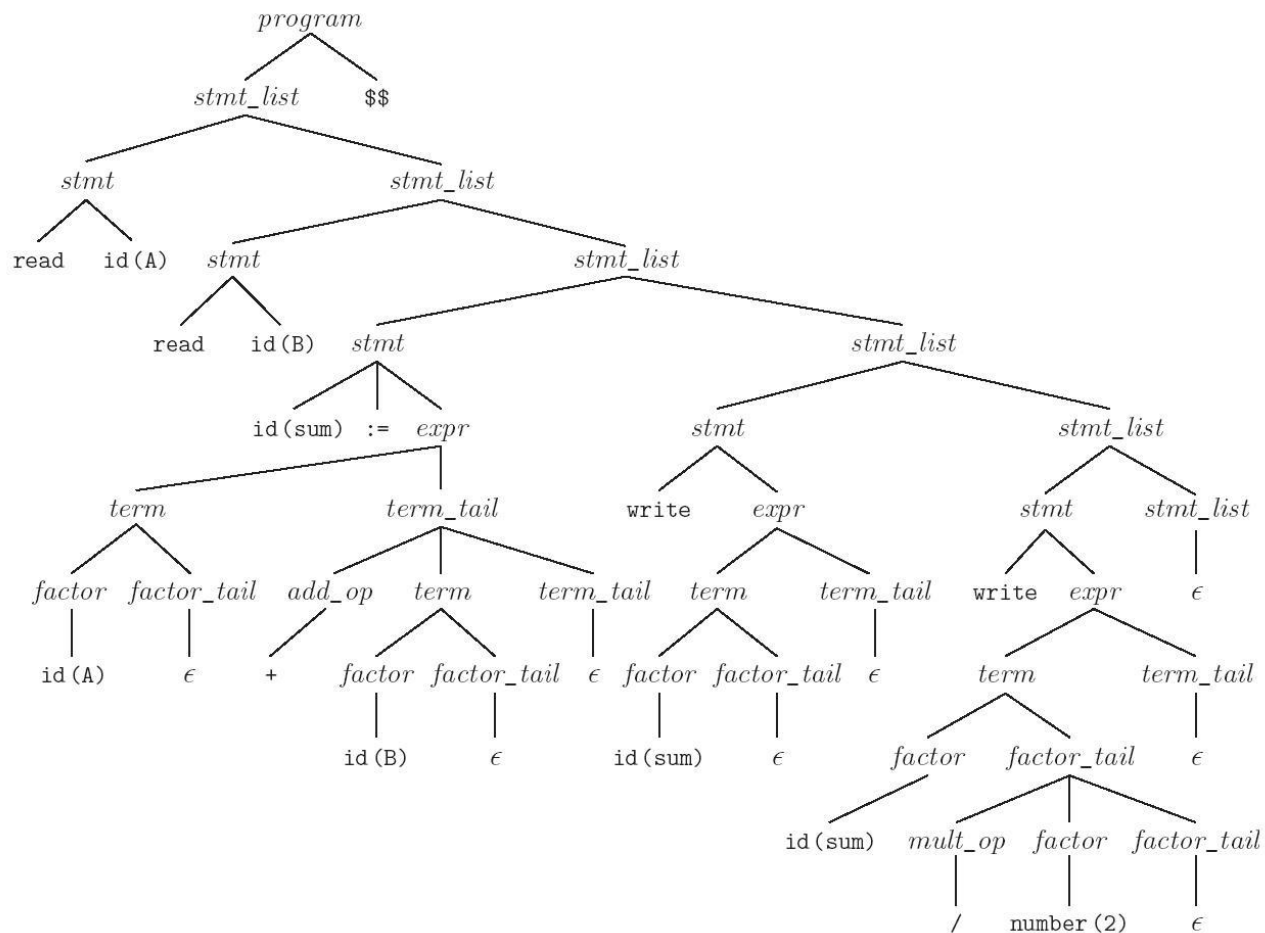 program
stmt_list $$
stmt stmt_list
read id(A) stmt stmt_list
read id(B) stmt stmt_list
id(sum) := expr stmt stmt_list
term term_tail write expr stmt stmt_list
factor factor_tail add_op term term_tail term term_tail write expr ϵ
id(A) ϵ + factor factor_tail ϵ factor factor_tail ϵ term term_tail
id(B) ϵ id(sum) ϵ factor factor_tail ϵ
id(sum) mult_op factor factor_tail
/ number(2) ϵ